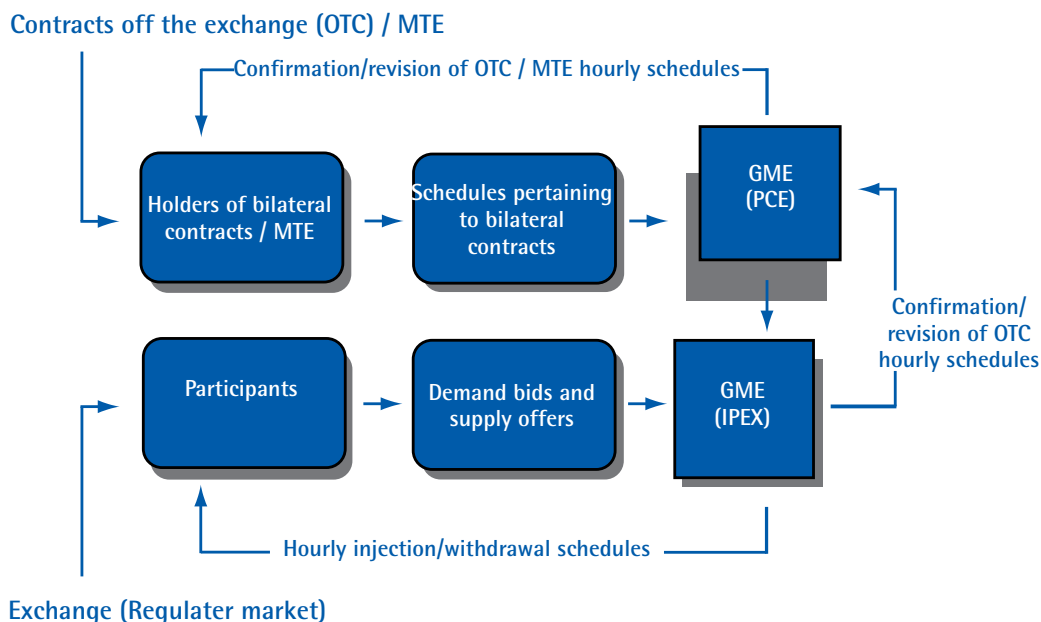 Contracts off the exchange (OTC) / MTE
Confirmation/revision of OTC / MTE hourly schedules
Holders of bilateral
contracts / MTE
Schedules pertaining
to bilateral
contracts
GME
(PCE)
Confirmation/
revision of OTC
hourly schedules
Participants
Demand bids and
supply offers
GME
(IPEX)
Hourly injection/withdrawal schedules
Exchange (Regulater market)